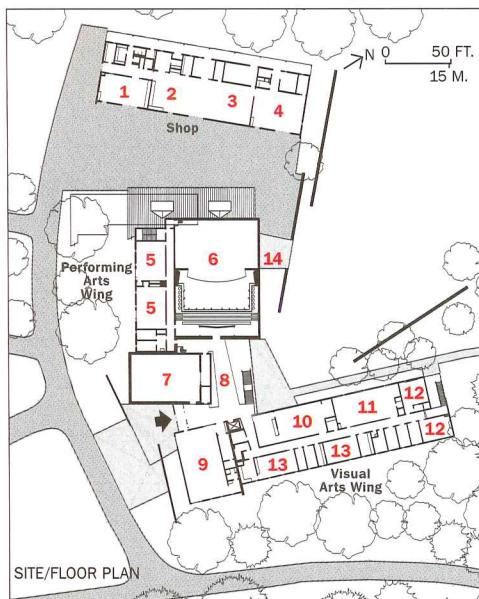 N 0 50 FT.
15 M.
1 2 3 4
Shop
5 6 14
Performing
Arts
Wing
5
7 8
9 10 11 12
13 13 12
Visual
Arts Wing
SITE/FLOOR PLAN